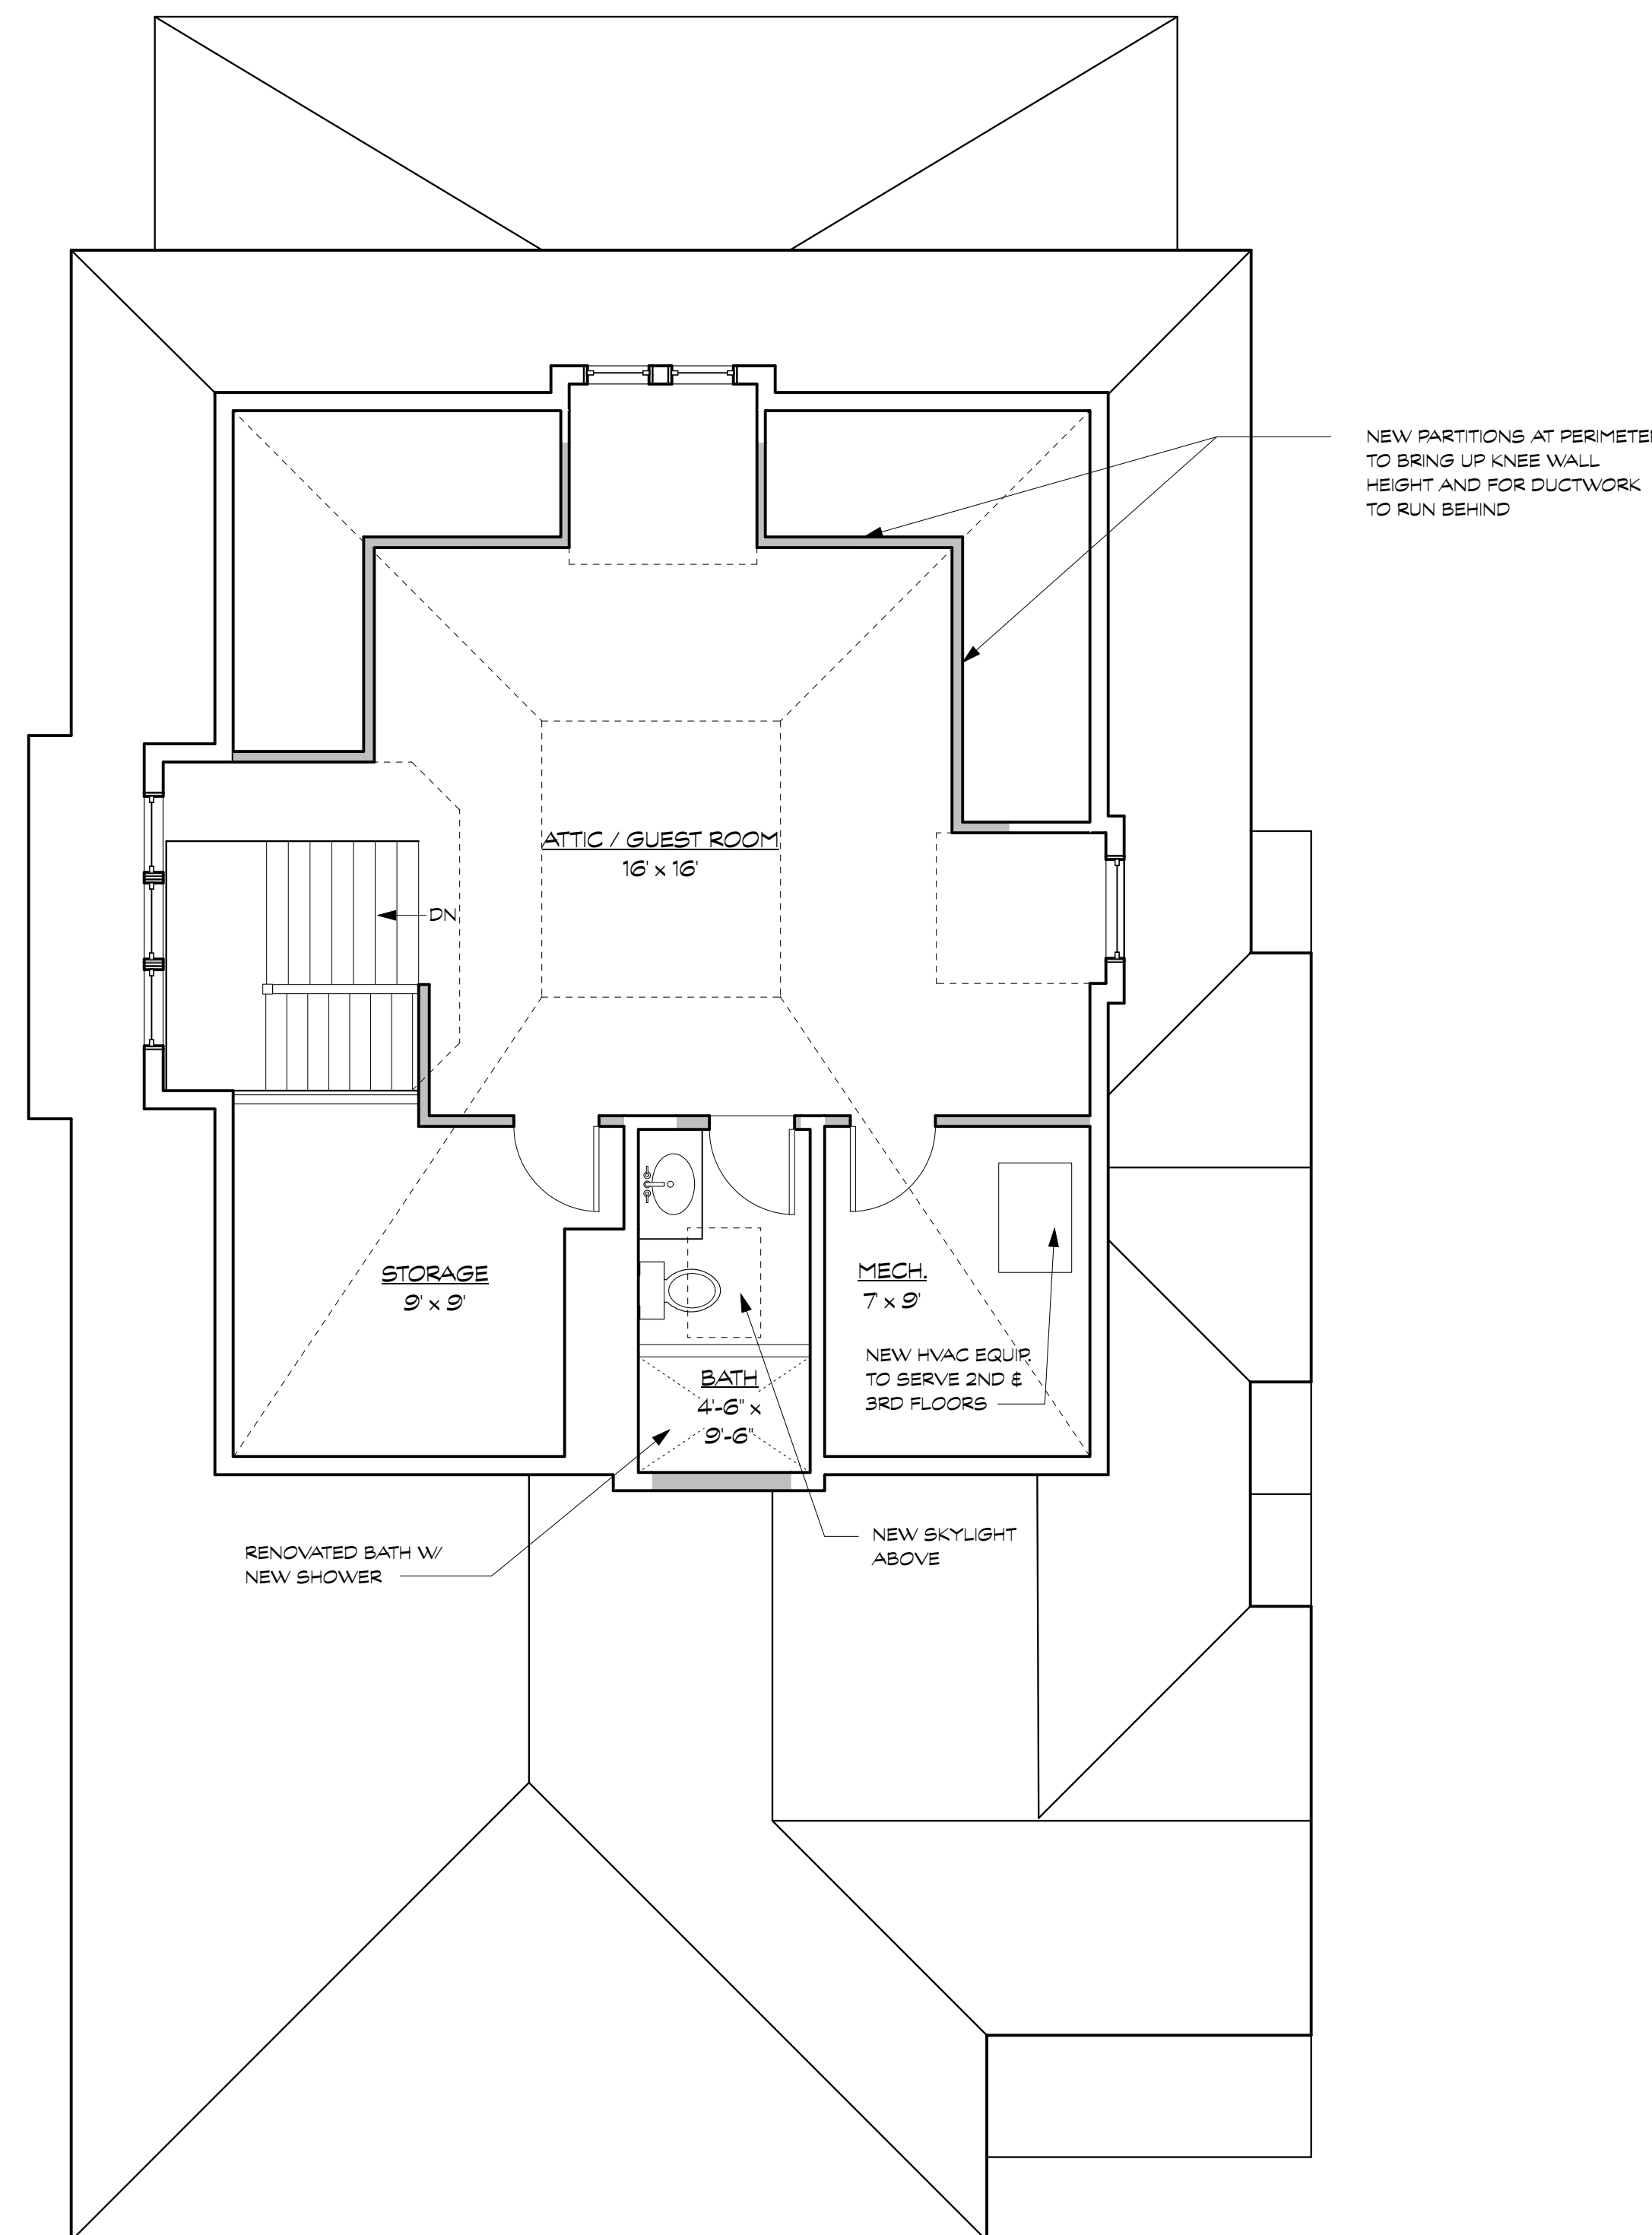 NEW PARTITIONS AT PERIMETER
TO BRING UP KNEE WALL
HEIGHT AND FOR DUCTWORK
TO RUN BEHIND
ATTIC / GUEST ROOM
16' x 16'
DN
STORAGE
9' x 9'
MECH.
7' x 9'
NEW HVAC EQUIP.
TO SERVE 2ND &
3RD FLOORS
BATH
4'-6" x
9'-6"
RENOVATED BATH W/
NEW SHOWER
NEW SKYLIGHT
ABOVE